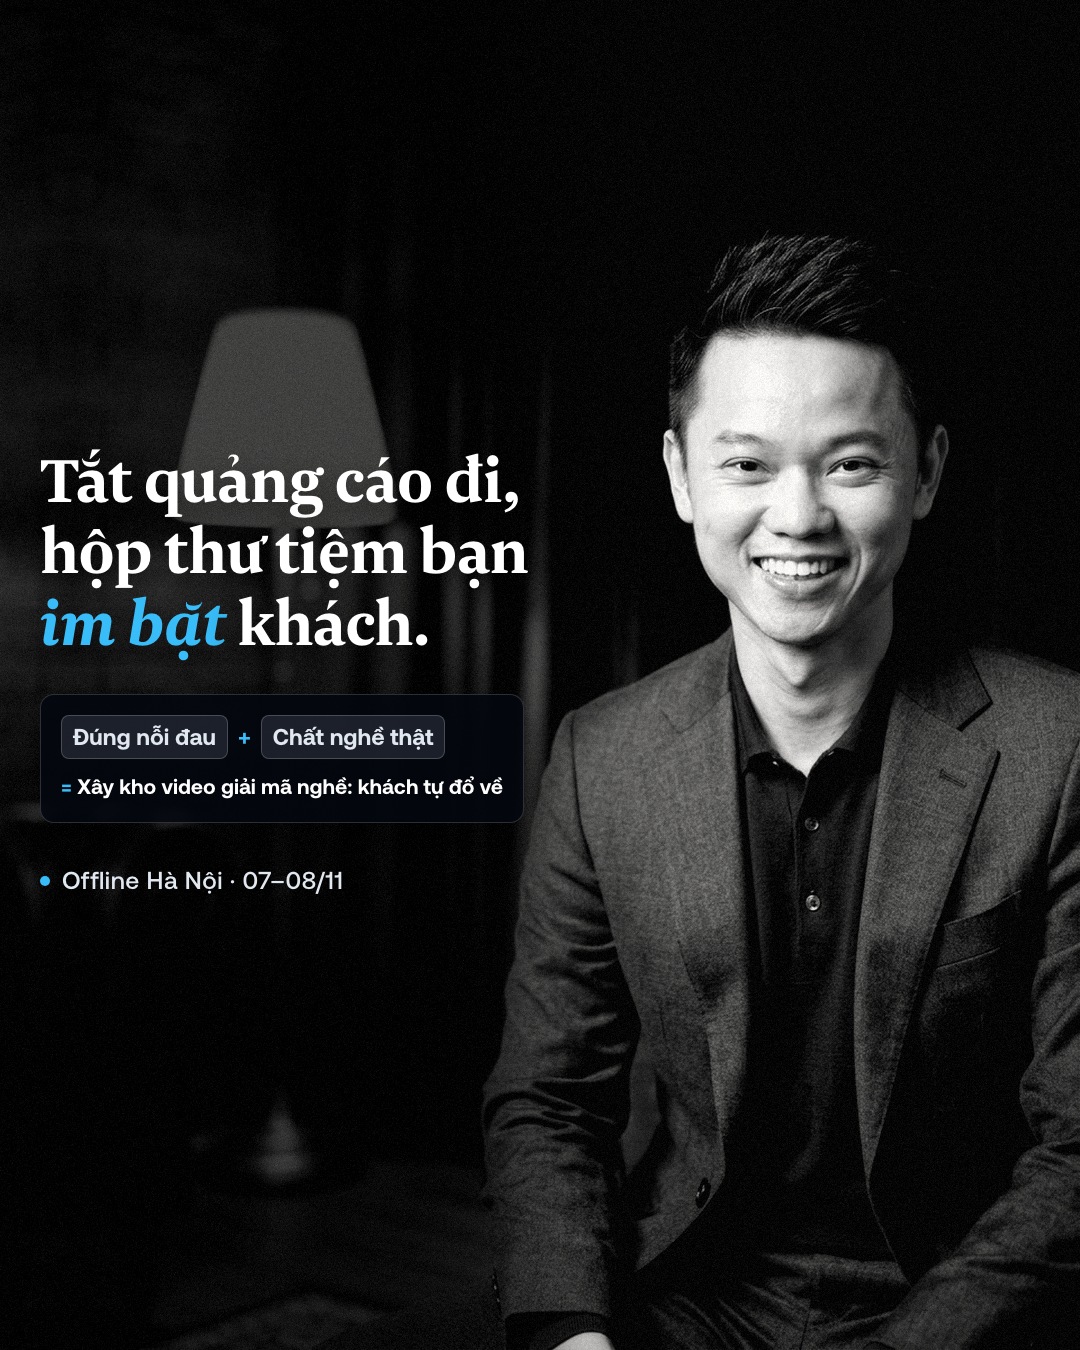 Tắt quảng cáo đi,
hộp thư tiệm bạn
im bặt khách.
Đúng nỗi đau + Chất nghề thật
= Xây kho video giải mã nghề: khách tự đổ về
Offline Hà Nội · 07–08/11